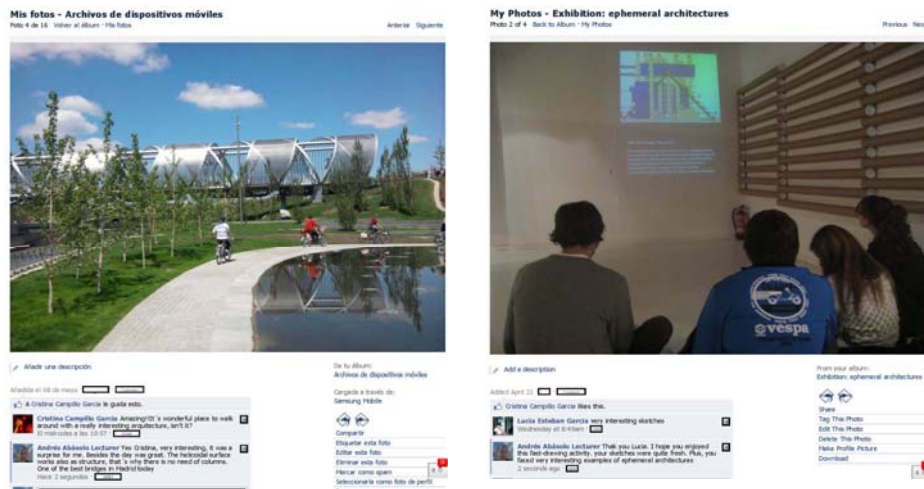 Mis fotos - Archivos de dispositivos móviles
Foto 4 de 16 Volver al álbum · Mis fotos
Anterior Siguiente
Añadir una descripción
Añadida el 08 de mayo
A Cristina Campillo García le gusta esto.
Cristina Campillo García Amazing!!It´s wonderful place to walk
around with a really interesting arquitecture, isn't it?
El miércoles a las 10:57
Andrés Abásolo Lecturer Yes Cristina, very interesting, it was a
surprise for me. Besides the day was great. The helicoidal surface
works also as structure, that´s why there is no need of columns.
One of the best bridges in Madrid today
Hace 2 segundos
De tu álbum:
Archivos de dispositivos móviles
Cargada a través de:
Samsung Mobile
Compartir
Etiquetar esta foto
Editar esta foto
Eliminar esta foto
Marcar como spam
Seleccionarla como foto de perfil
My Photos - Exhibition: ephemeral architectures
Photo 2 of 4 Back to Album · My Photos
Previous
vespa
Add a description
Added April 21
Cristina Campillo García likes this.
Lucía Esteban García very interesting sketches
Wednesday at 8:49am
Andrés Abásolo Lecturer Thak you Lucía. I hope you enjoyed
this fast-drawing activity. your sketches were quite fresh. Plus, you
faced very interesting examples of ephemeral architectures
2 seconds ago
From your album:
Exhibition: ephemeral architectures
Share
Tag This Photo
Edit This Photo
Delete This Photo
Make Profile Picture
Download